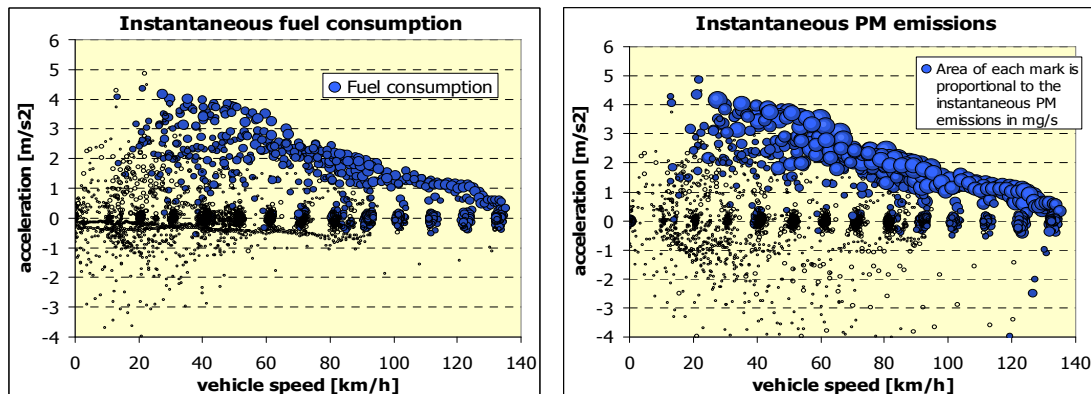 Instantaneous fuel consumption
6
5
4
3
2
1
0
-1
-2
-3
-4
acceleration [m/s2]
Fuel consumption
0 20 40 60 80 100 120 140
vehicle speed [km/h]
Instantaneous PM emissions
6
5
4
3
2
1
0
-1
-2
-3
-4
acceleration [m/s2]
Area of each mark is
proportional to the
instantaneous PM
emissions in mg/s
0 20 40 60 80 100 120 140
vehicle speed [km/h]